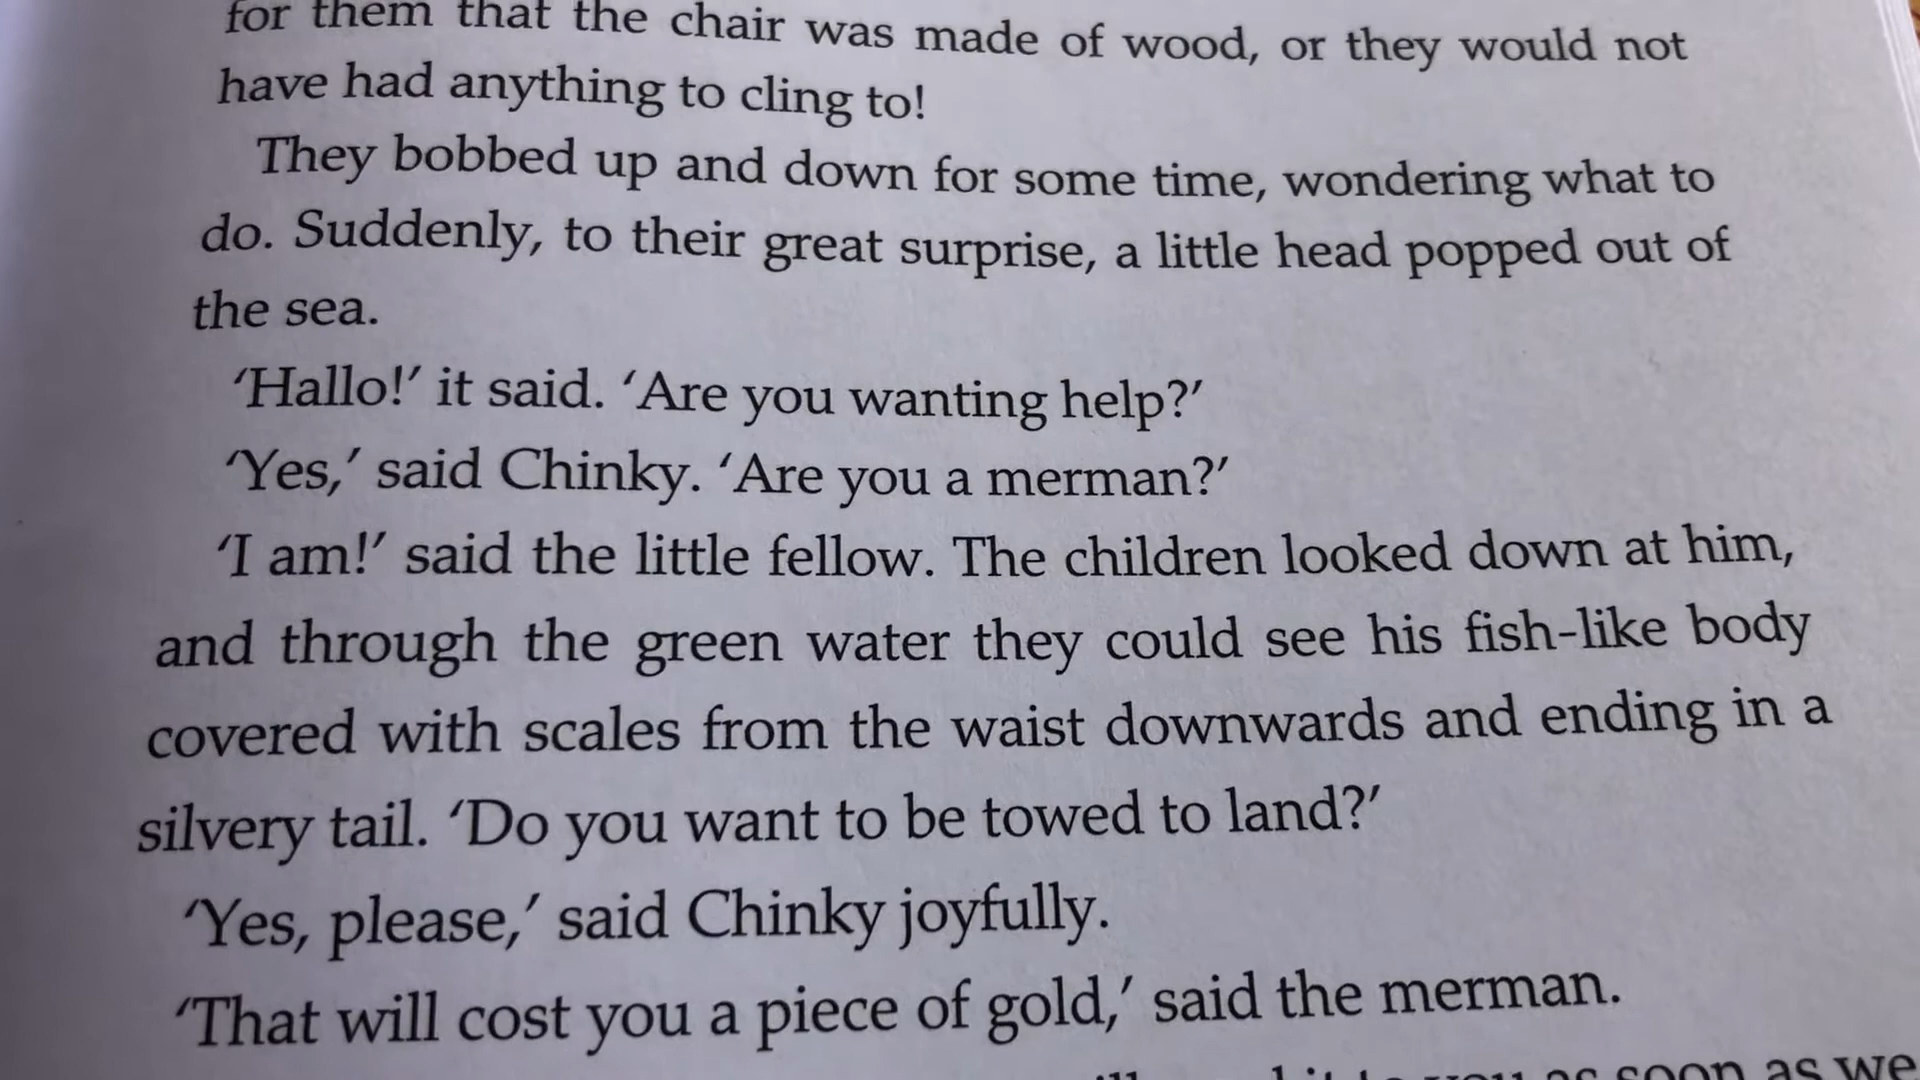 for them that the chair was made of wood, or they would not
have had anything to cling to!
They bobbed up and down for some time, wondering what to
do. Suddenly, to their great surprise, a little head popped out of
the sea.
‘Hallo!’ it said. ‘Are you wanting help?’
‘Yes,’ said Chinky. ‘Are you a merman?’
‘I am!’ said the little fellow. The children looked down at him,
and through the green water they could see his fish-like body
covered with scales from the waist downwards and ending in a
silvery tail. ‘Do you want to be towed to land?’
‘Yes, please,’ said Chinky joyfully.
‘That will cost you a piece of gold,’ said the merman.
you as soon as we